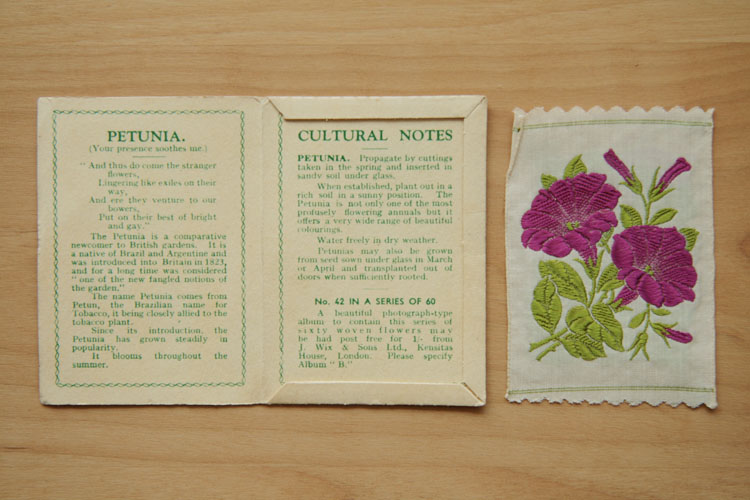 PETUNIA.
(Your presence soothes me.)
"And thus do come the stranger
flowers,
Lingering like exiles on their
way,
And ere they venture to our
bowers,
Put on their best of bright
and gay."
The Petunia is a comparative
newcomer to British gardens. It is
a native of Brazil and Argentine and
was introduced into Britain in 1823,
and for a long time was considered
"one of the new fangled notions of
the garden."
The name Petunia comes from
Petun, the Brazilian name for
Tobacco, it being closely allied to the
tobacco plant.
Since its introduction, the
Petunia has grown steadily in
popularity.
It blooms throughout the
summer.
CULTURAL NOTES
PETUNIA. Propagate by cuttings
taken in the spring and inserted in
sandy soil under glass.
When established, plant out in a
rich soil in a sunny position. The
Petunia is not only one of the most
profusely flowering annuals but it
offers a very wide range of beautiful
colourings.
Water freely in dry weather.
Petunias may also be grown
from seed sown under glass in March
or April and transplanted out of
doors when sufficiently rooted.
No. 42 IN A SERIES OF 60
A beautiful photograph-type
album to contain this series of
sixty woven flowers may
be had post free for 1/- from
J. Wix & Sons Ltd., Kensitas
House, London. Please specify
Album "B."